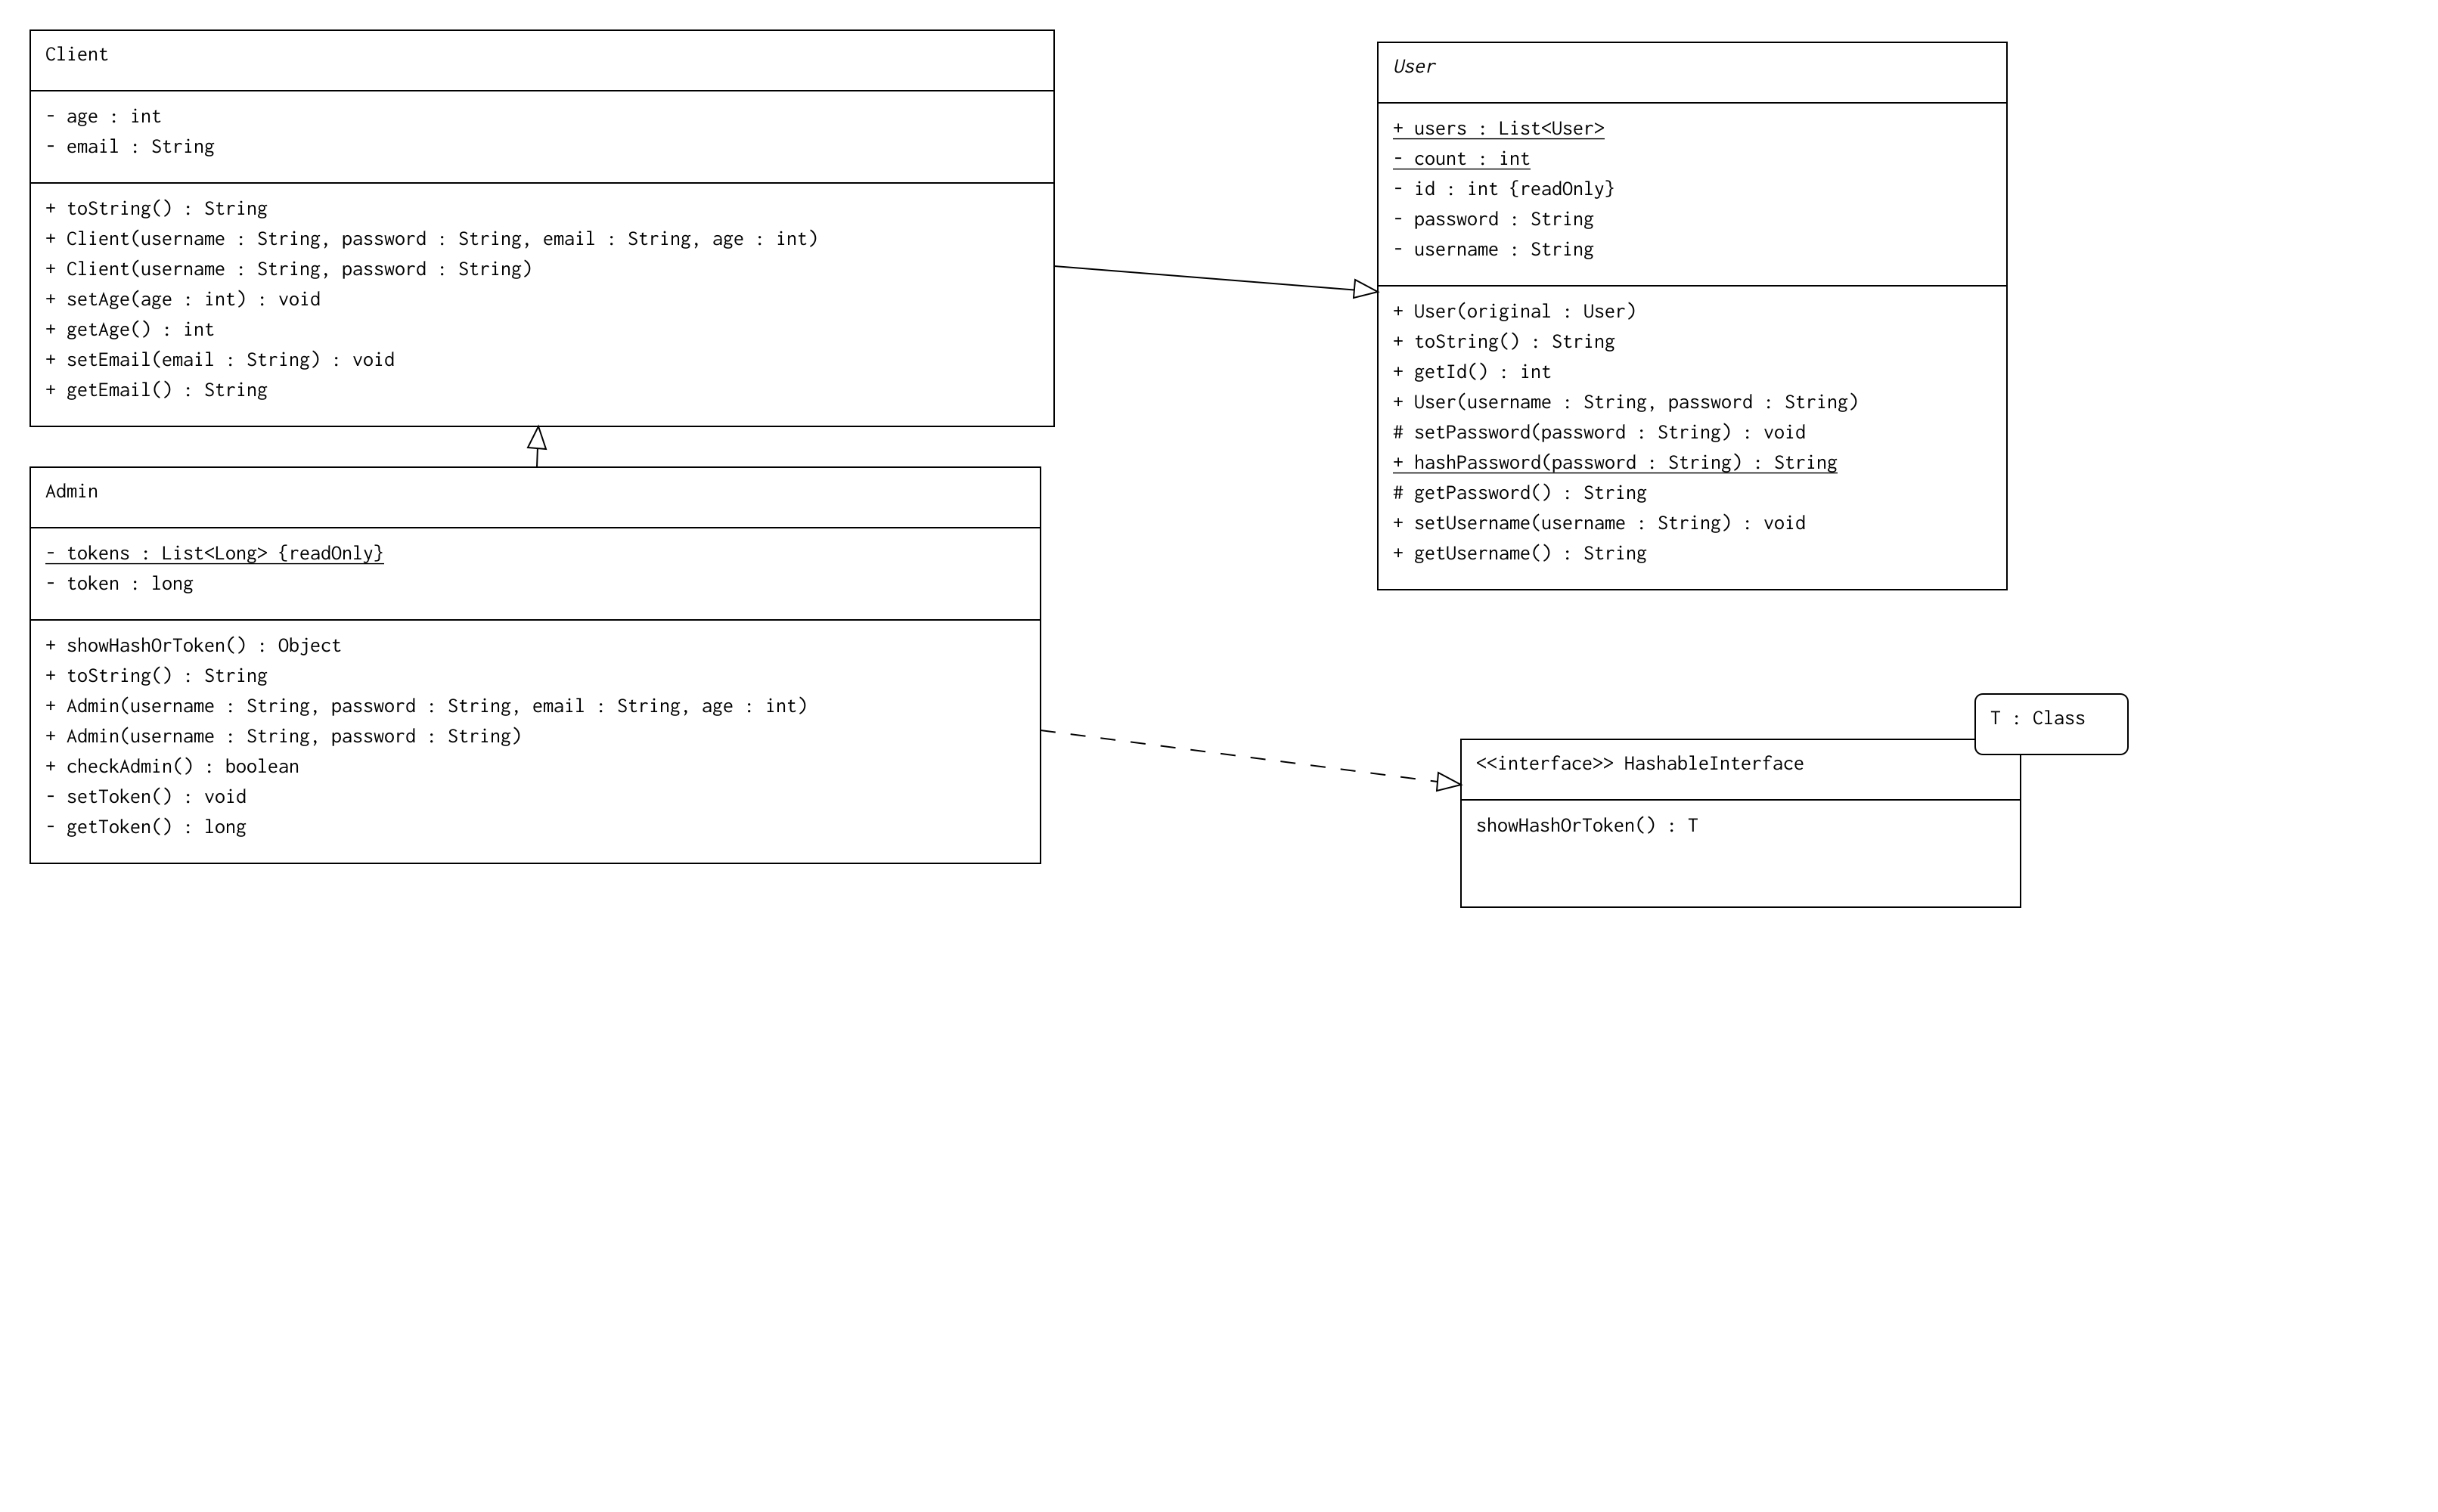 Client
- age : int
- email : String
+ toString() : String
+ Client(username : String, password : String, email : String, age : int)
+ Client(username : String, password : String)
+ setAge(age : int) : void
+ getAge() : int
+ setEmail(email : String) : void
+ getEmail() : String
User
+ users : List<User>
- count : int
- id : int {readOnly}
- password : String
- username : String
+ User(original : User)
+ toString() : String
+ getId() : int
+ User(username : String, password : String)
# setPassword(password : String) : void
+ hashPassword(password : String) : String
# getPassword() : String
+ setUsername(username : String) : void
+ getUsername() : String
Admin
- tokens : List<Long> {readOnly}
- token : long
+ showHashOrToken() : Object
+ toString() : String
+ Admin(username : String, password : String, email : String, age : int)
+ Admin(username : String, password : String)
+ checkAdmin() : boolean
- setToken() : void
- getToken() : long
T : Class
<<interface>> HashableInterface
showHashOrToken() : T